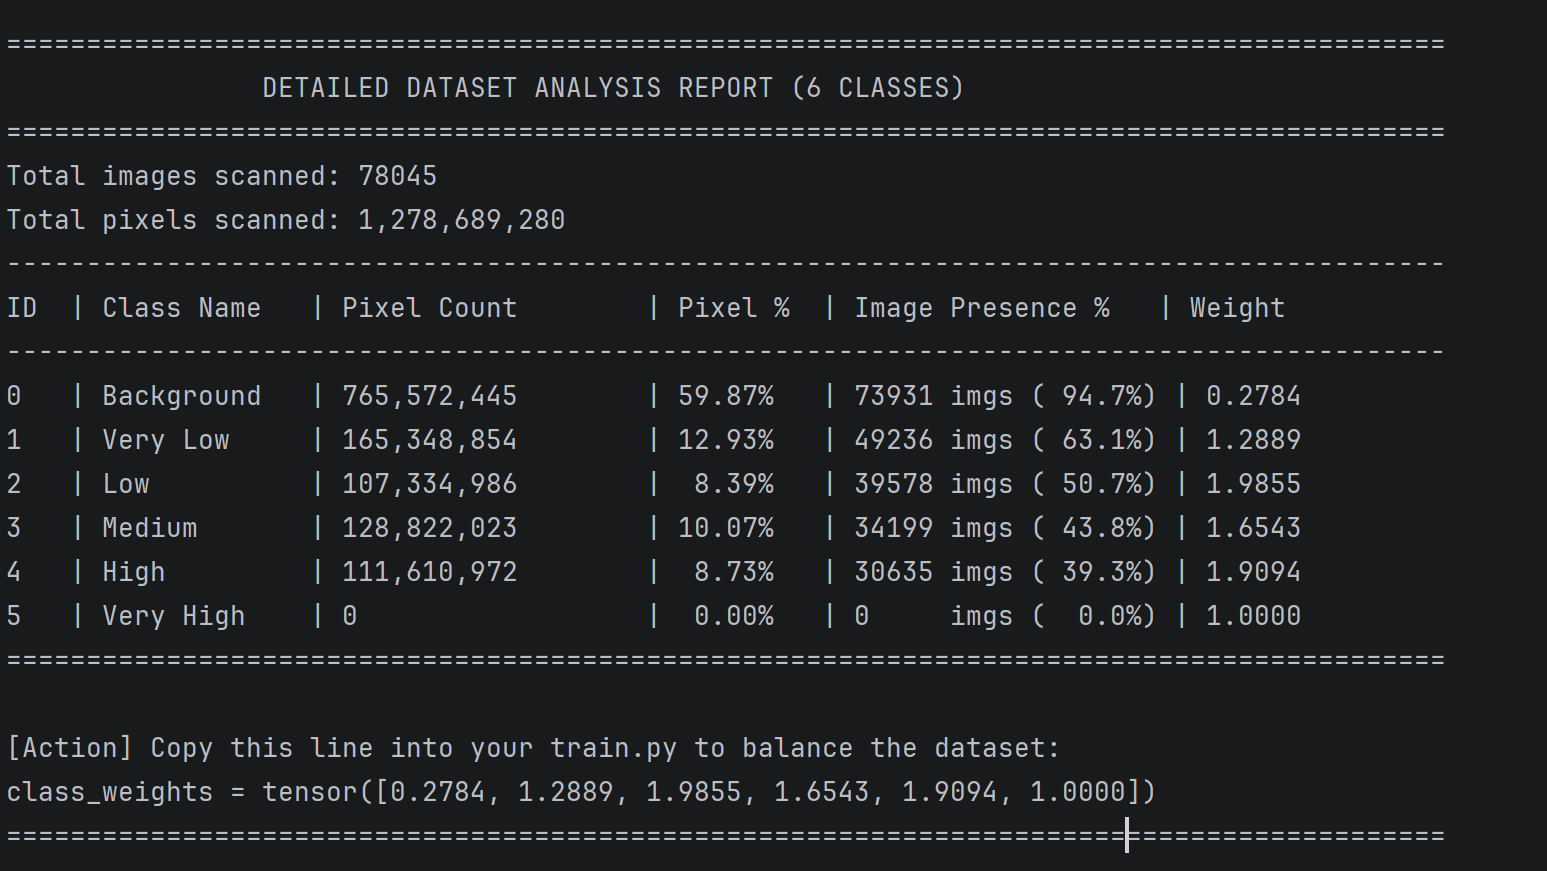 ==========================================================================================
DETAILED DATASET ANALYSIS REPORT (6 CLASSES)
==========================================================================================
Total images scanned: 78045
Total pixels scanned: 1,278,689,280
------------------------------------------------------------------------------------------
ID  | Class Name   | Pixel Count        | Pixel %  | Image Presence %   | Weight
------------------------------------------------------------------------------------------
0   | Background   | 765,572,445        | 59.87%   | 73931 imgs ( 94.7%) | 0.2784
1   | Very Low     | 165,348,854        | 12.93%   | 49236 imgs ( 63.1%) | 1.2889
2   | Low          | 107,334,986        |  8.39%   | 39578 imgs ( 50.7%) | 1.9855
3   | Medium       | 128,822,023        | 10.07%   | 34199 imgs ( 43.8%) | 1.6543
4   | High         | 111,610,972        |  8.73%   | 30635 imgs ( 39.3%) | 1.9094
5   | Very High    | 0                  |  0.00%   | 0     imgs (  0.0%) | 1.0000
==========================================================================================
[Action] Copy this line into your train.py to balance the dataset:
class_weights = tensor([0.2784, 1.2889, 1.9855, 1.6543, 1.9094, 1.0000])
==========================================================================================